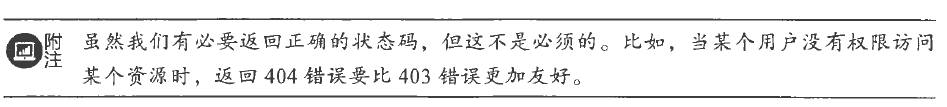 附注
虽然我们有必要返回正确的状态码，但这不是必须的。比如，当某个用户没有权限访问
某个资源时，返回 404 错误要比 403 错误更加友好。